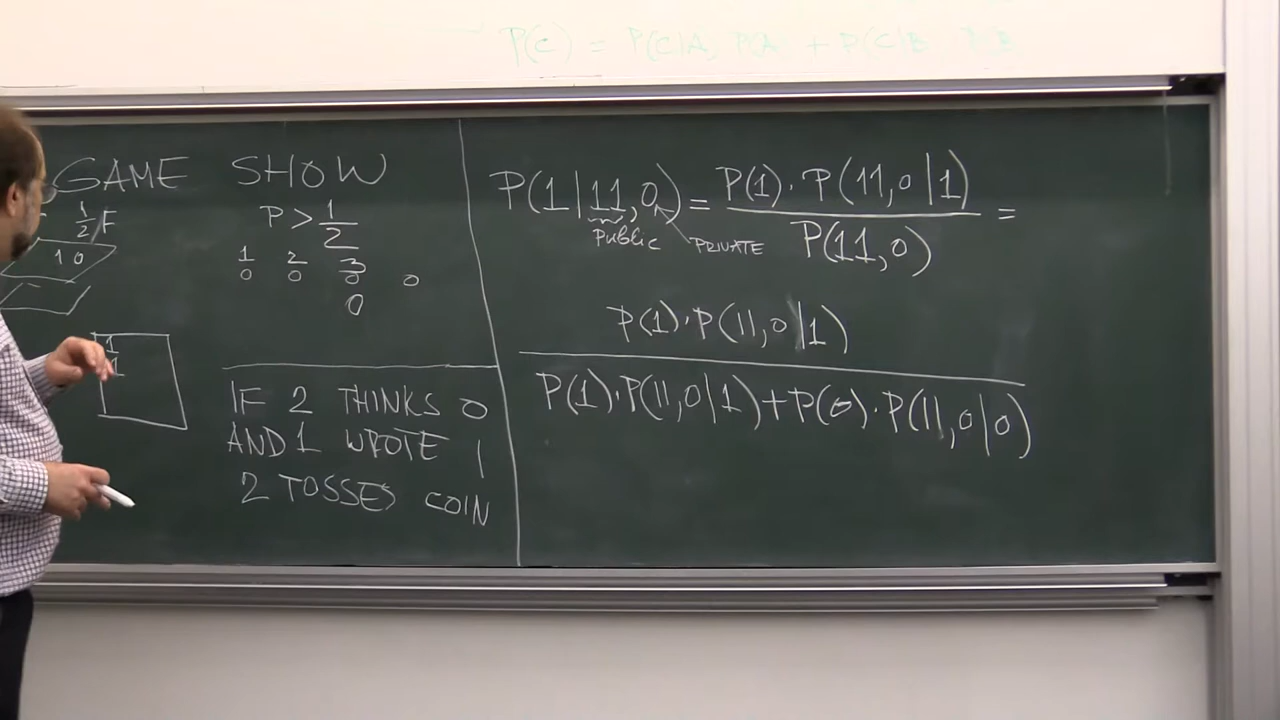 P(C) = P(C|A) P(A) + P(C|B)
GAME SHOW
1/2 F
P > 1/2
1 0
1 2 3
0 0 0 0
0
1
1
IF 2 THINKS 0
AND 1 WROTE 1
2 TOSSES COIN
P(1|11,0) = P(1)·P(11,0|1) / P(11,0) =
Public PRIVATE
P(1)·P(11,0|1)
P(1)·P(11,0|1)+P(0)·P(11,0|0)